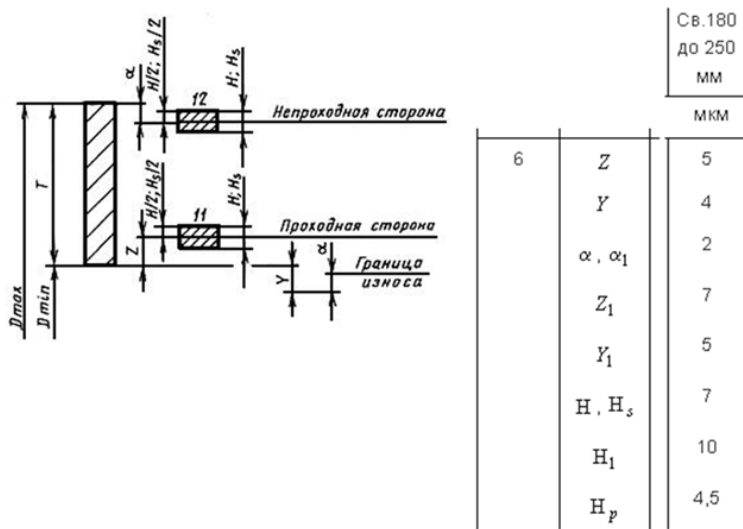 α
H/2; Hs/2
H; Hs
12
Непроходная сторона
T
H/2; Hs/2
H; Hs
11
Проходная сторона
Z
α
Граница
износа
Y
Dmax
Dmin
Св.180
до 250
мм
мкм
6 Z 5
Y 4
α , α₁ 2
Z₁ 7
Y₁ 5
H , Hₛ 7
H₁ 10
Hₚ 4,5